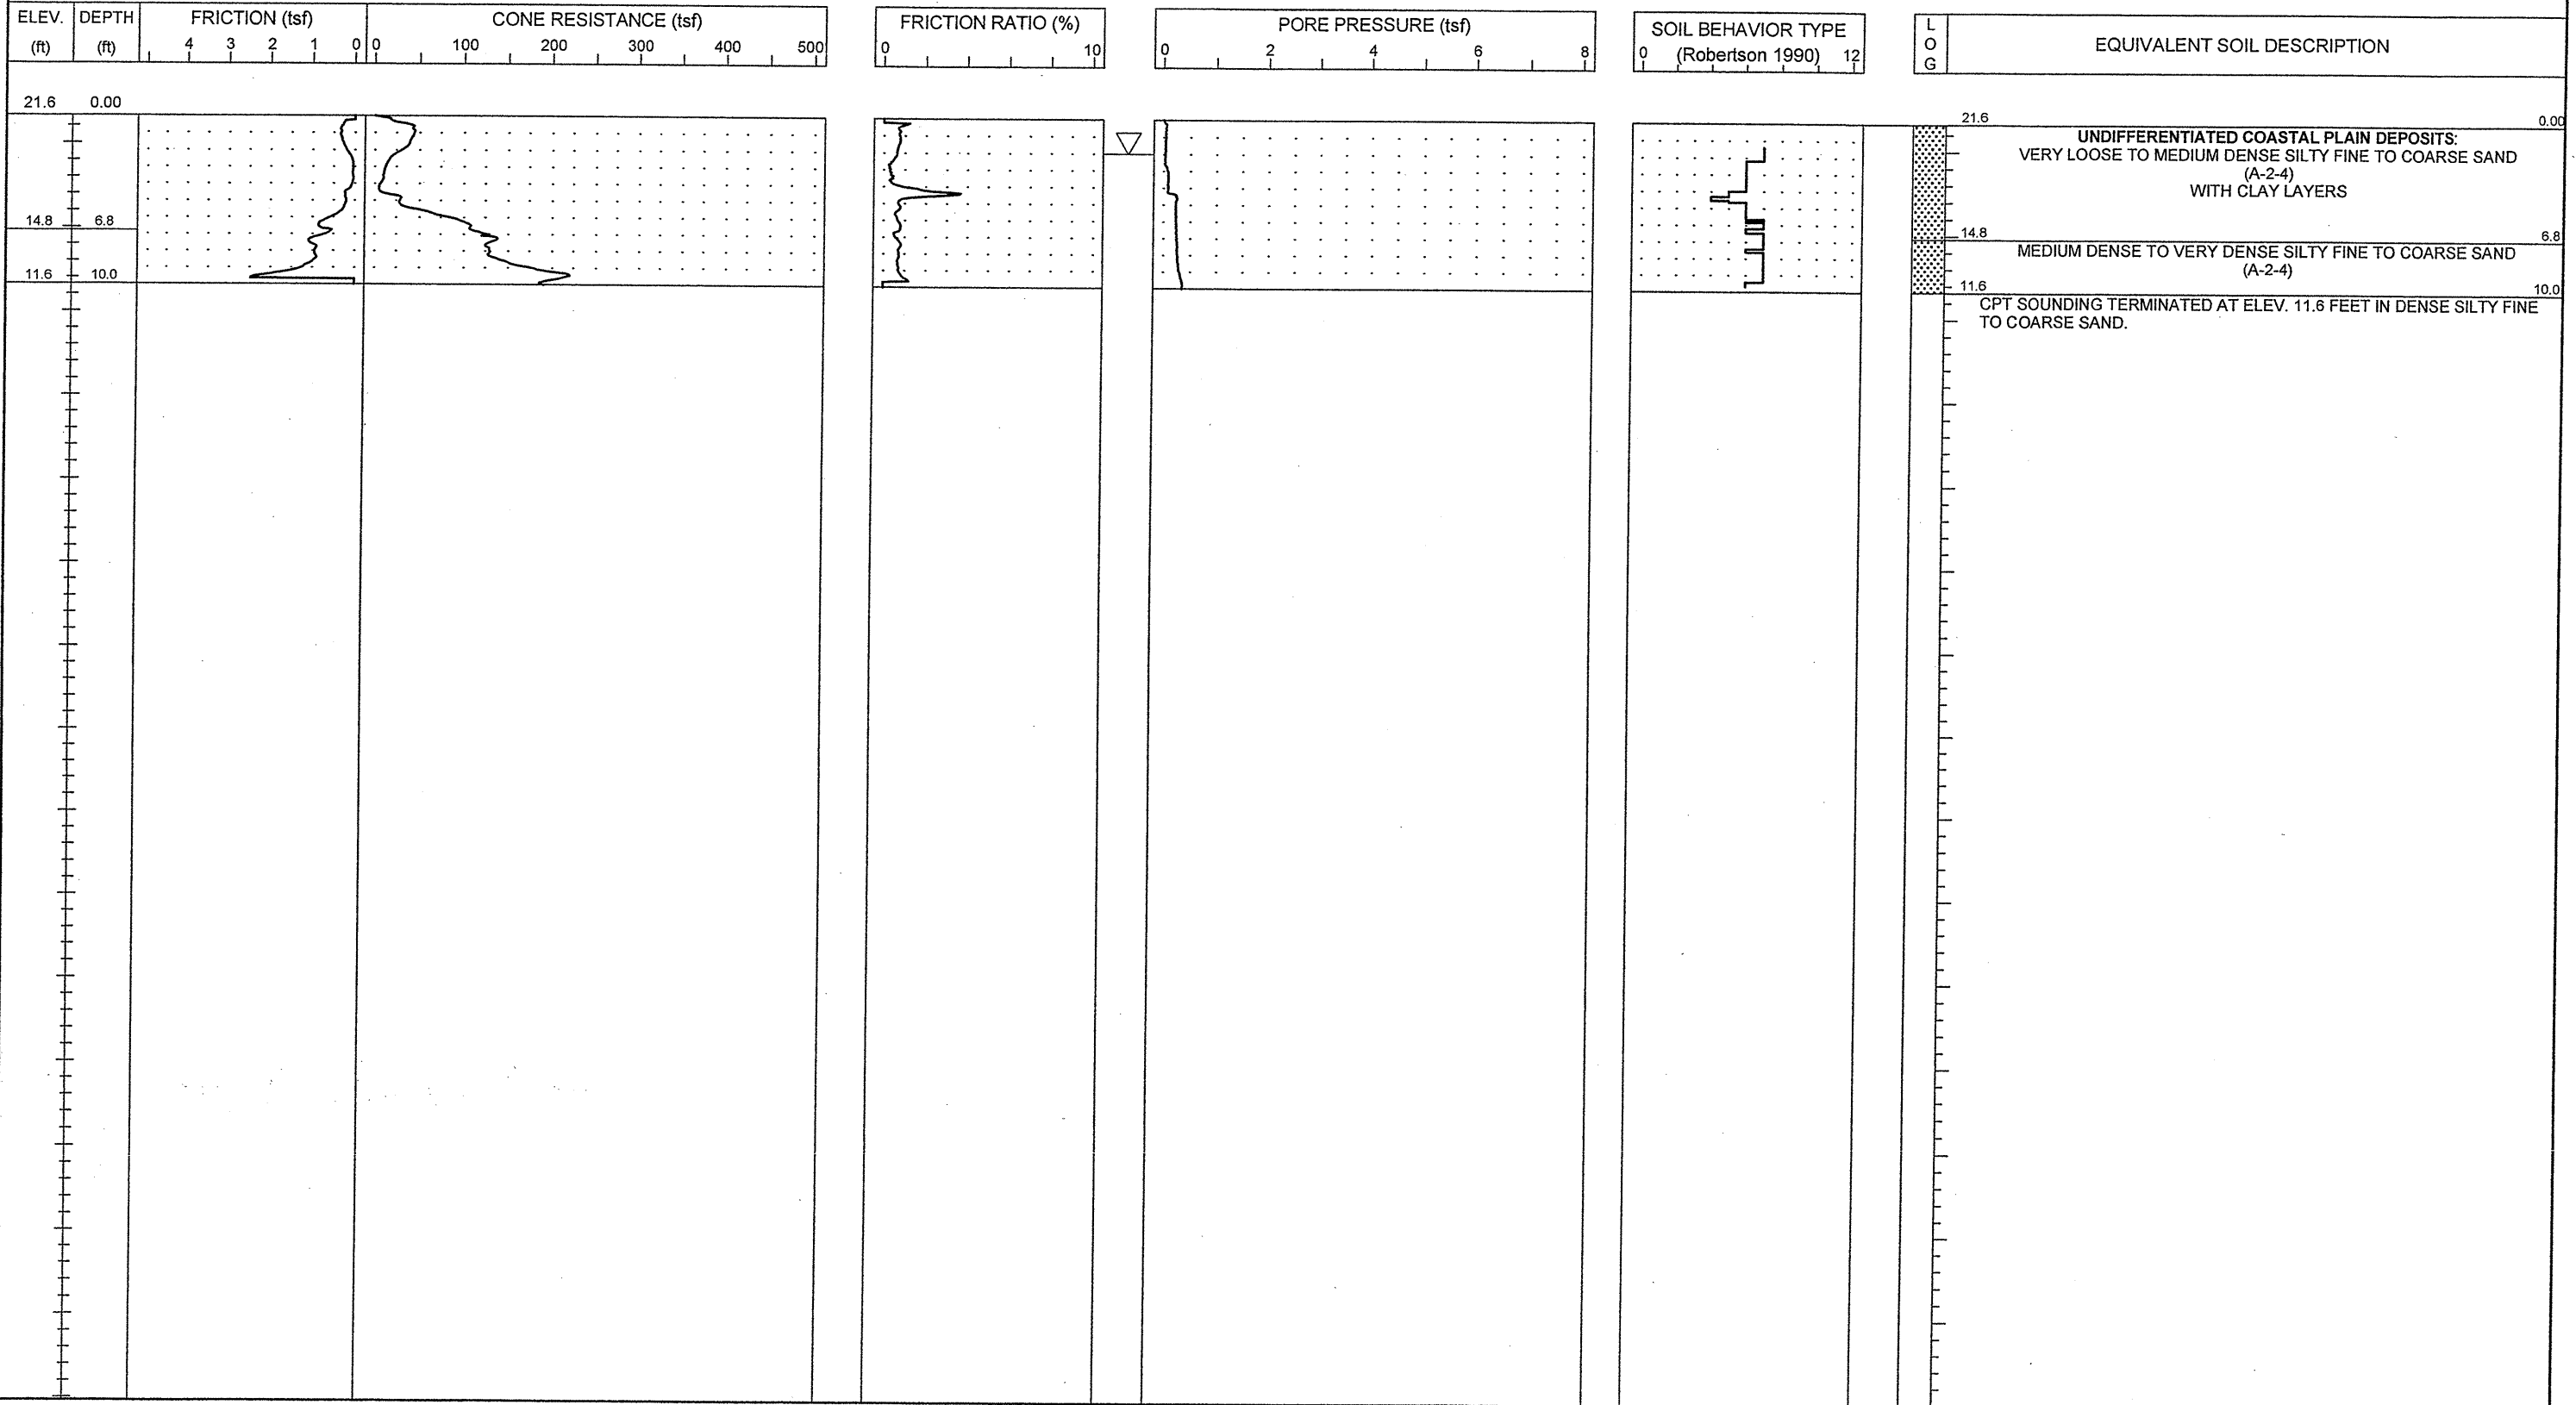 ELEV. DEPTH FRICTION (tsf) CONE RESISTANCE (tsf) FRICTION RATIO (%) PORE PRESSURE (tsf) SOIL BEHAVIOR TYPE L
(ft) (ft) 4 3 2 1 0 0 100 200 300 400 500 0 10 0 2 4 6 8 0 (Robertson 1990) 12 O EQUIVALENT SOIL DESCRIPTION
G
21.6 0.00
21.6 0.00
UNDIFFERENTIATED COASTAL PLAIN DEPOSITS:
VERY LOOSE TO MEDIUM DENSE SILTY FINE TO COARSE SAND
(A-2-4)
WITH CLAY LAYERS
14.8 6.8
14.8 6.8
MEDIUM DENSE TO VERY DENSE SILTY FINE TO COARSE SAND
(A-2-4)
11.6 10.0
11.6 10.0
CPT SOUNDING TERMINATED AT ELEV. 11.6 FEET IN DENSE SILTY FINE
TO COARSE SAND.